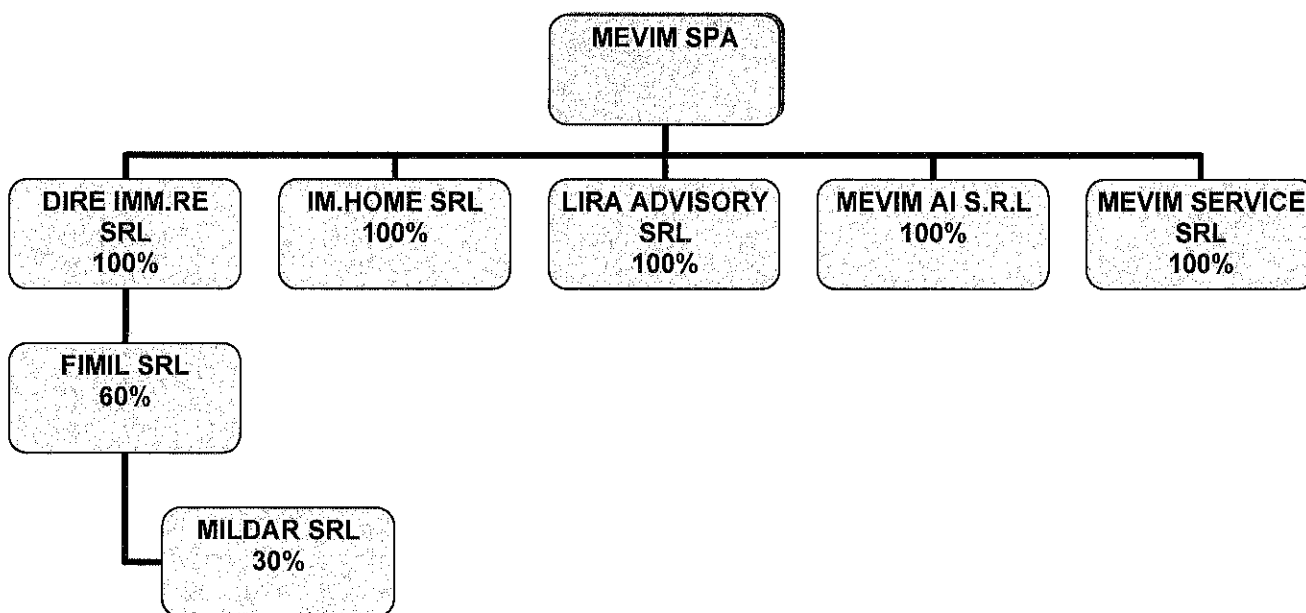 MEVIM SPA
DIRE IMM.RE
SRL
100%
IM.HOME SRL
100%
LIRA ADVISORY
SRL
100%
MEVIM AI S.R.L
100%
MEVIM SERVICE
SRL
100%
FIMIL SRL
60%
MILDAR SRL
30%